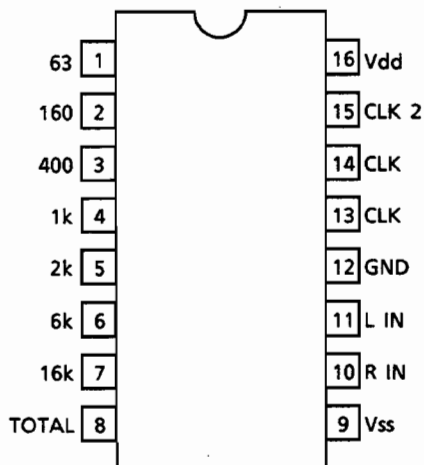 63 1 16 Vdd
160 2 15 CLK 2
400 3 14 CLK
1k 4 13 CLK
2k 5 12 GND
6k 6 11 L IN
16k 7 10 R IN
TOTAL 8 9 Vss